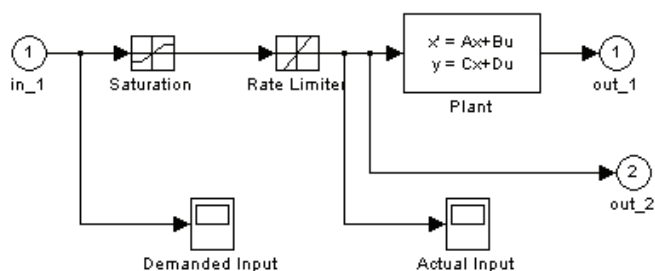 1
in_1
Saturation
Rate Limiter
x' = Ax+Bu
y = Cx+Du
Plant
1
out_1
2
out_2
Demanded Input
Actual Input